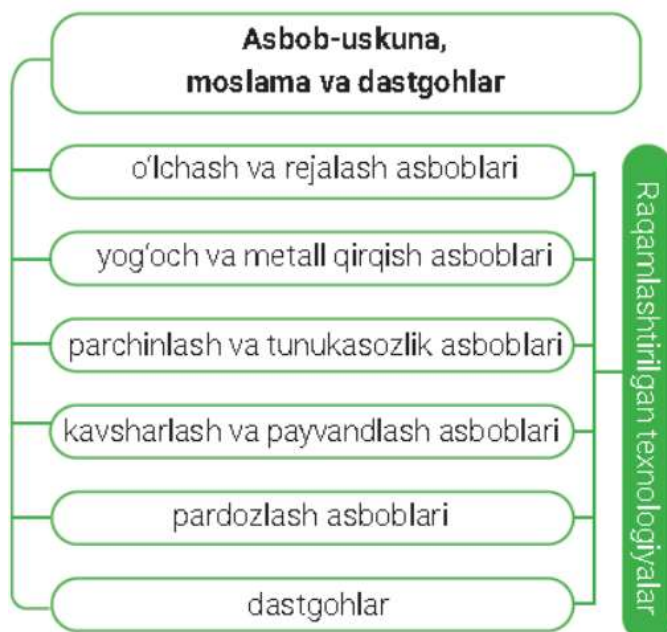 Asbob-uskuna,
moslama va dastgohlar
o‘lchash va rejalash asboblari
yog‘och va metall qirqish asboblari
parchinlash va tunukasozlik asboblari
kavsharlash va payvandlash asboblari
pardozlash asboblari
dastgohlar
Raqamlashtirilgan texnologiyalar